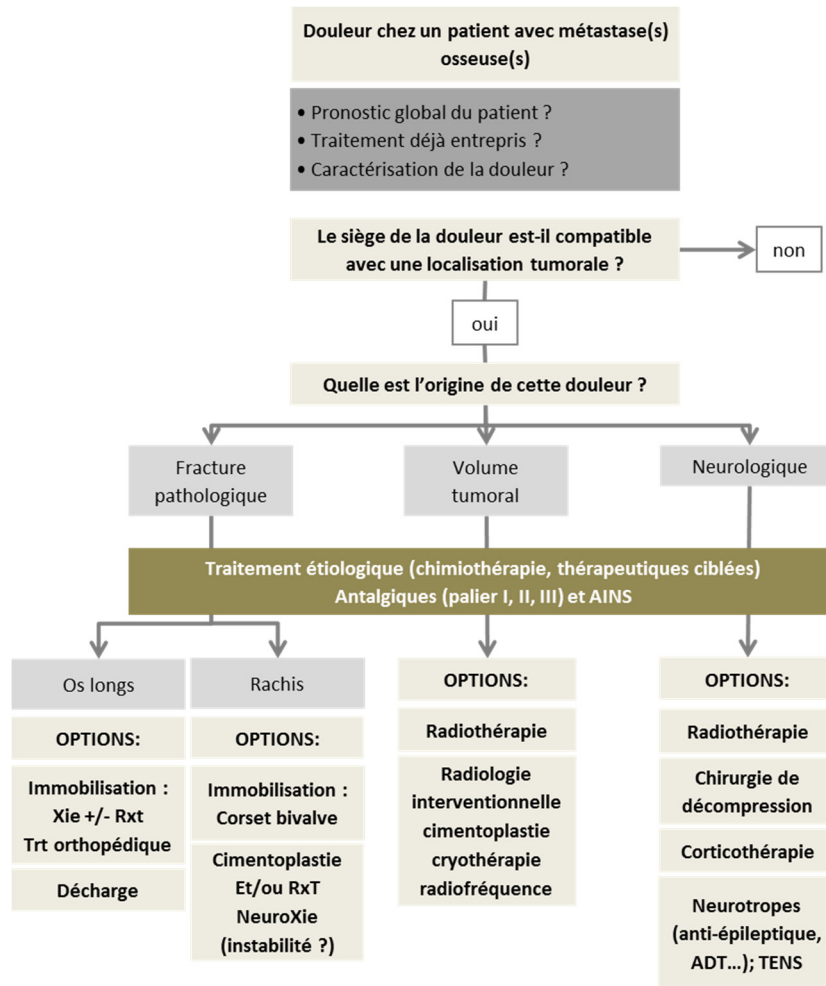 Douleur chez un patient avec métastase(s)
osseuse(s)
• Pronostic global du patient ?
• Traitement déjà entrepris ?
• Caractérisation de la douleur ?
Le siège de la douleur est-il compatible
avec une localisation tumorale ?
non
oui
Quelle est l'origine de cette douleur ?
Fracture
pathologique
Volume
tumoral
Neurologique
Traitement étiologique (chimiothérapie, thérapeutiques ciblées)
Antalgiques (palier I, II, III) et AINS
Os longs
OPTIONS:
Immobilisation :
Xie +/- Rxt
Trt orthopédique
Décharge
Rachis
OPTIONS:
Immobilisation :
Corset bivalve
Cimentoplastie
Et/ou RxT
NeuroXie
(instabilité ?)
OPTIONS:
Radiothérapie
Radiologie
interventionnelle
cimentoplastie
cryothérapie
radiofréquence
OPTIONS:
Radiothérapie
Chirurgie de
décompression
Corticothérapie
Neurotropes
(anti-épileptique,
ADT...); TENS